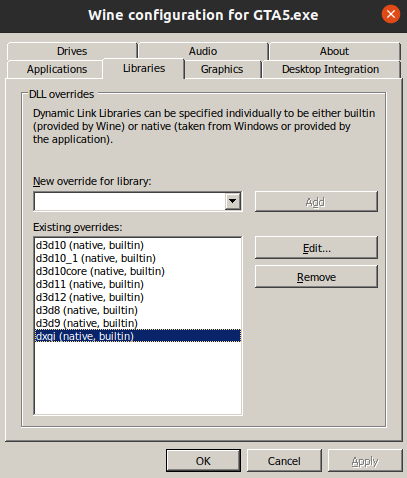 Wine configuration for GTA5.exe
Drives
Audio
About
Applications
Libraries
Graphics
Desktop Integration
DLL overrides
Dynamic Link Libraries can be specified individually to be either builtin
(provided by Wine) or native (taken from Windows or provided by
the application).
New override for library:
Add
Existing overrides:
d3d10 (native, builtin)
d3d10_1 (native, builtin)
d3d10core (native, builtin)
d3d11 (native, builtin)
d3d12 (native, builtin)
d3d8 (native, builtin)
d3d9 (native, builtin)
dxgi (native, builtin)
Edit...
Remove
OK
Cancel
Apply